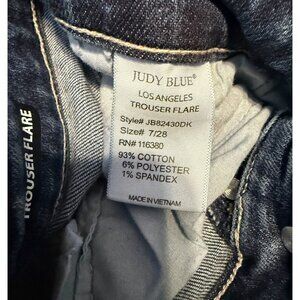 JUDY BLUE®
LOS ANGELES
TROUSER FLARE
Style# JB82430DK
Size# 7/28
RN# 116380
93% COTTON
6% POLYESTER
1% SPANDEX
MADE IN VIETNAM
TROUSER FLARE